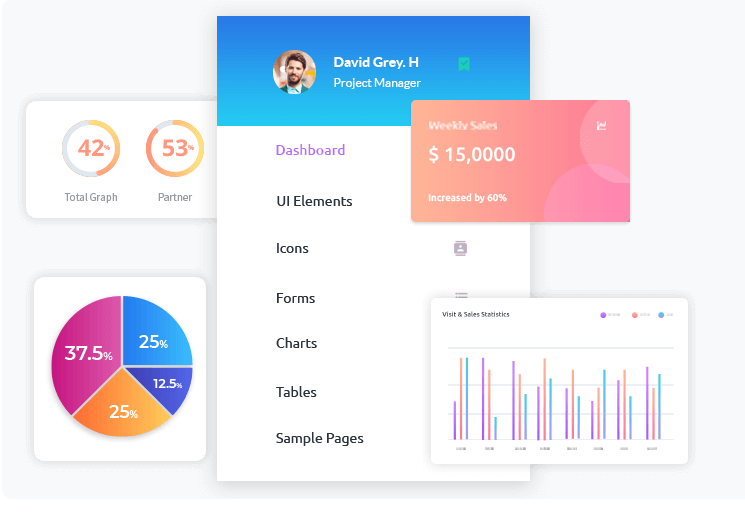 David Grey. H
Project Manager
Weekly Sales
$ 15,0000
Increased by 60%
42%
53%
Total Graph
Partner
Dashboard
UI Elements
Icons
Forms
Charts
Tables
Sample Pages
37.5%
25%
12.5%
25%
Visit & Sales Statistics